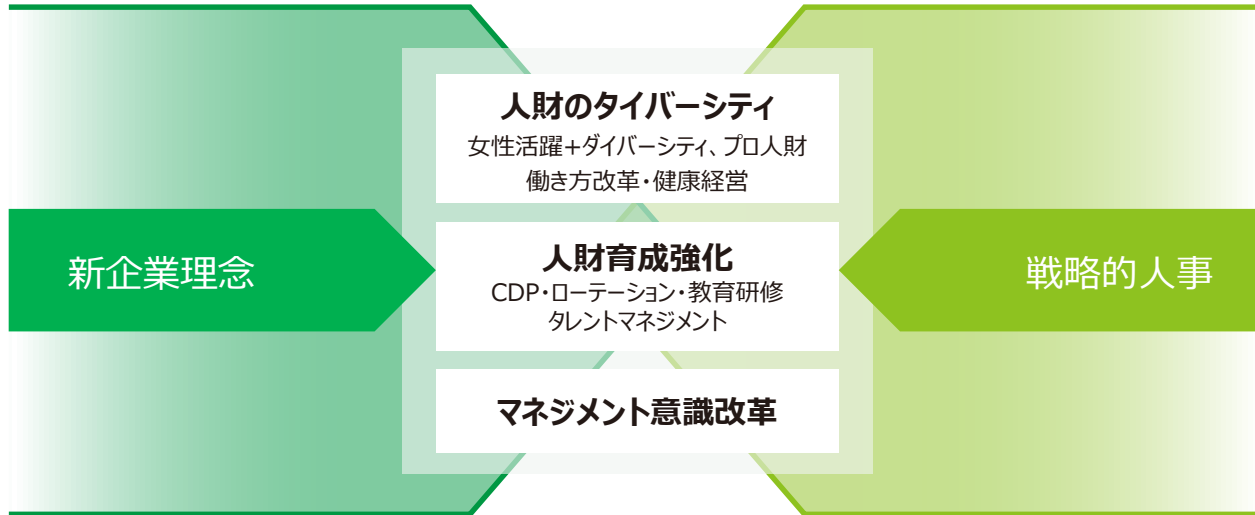 人財のタイバーシティ
女性活躍+ダイバーシティ、プロ人財
働き方改革・健康経営
新企業理念
人財育成強化
CDP・ローテーション・教育研修
タレントマネジメント
戦略的人事
マネジメント意識改革